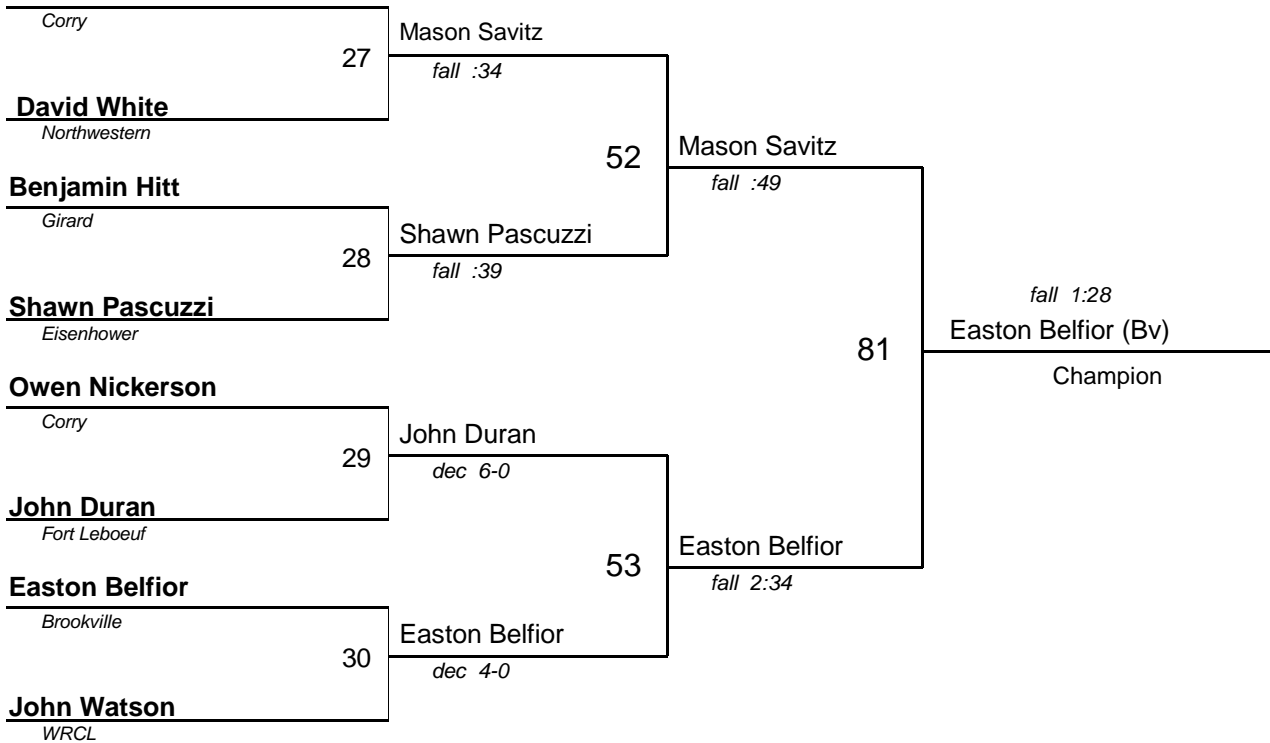 Corry
27
Mason Savitz
fall :34
David White
Northwestern
52
Mason Savitz
fall :49
Benjamin Hitt
Girard
28
Shawn Pascuzzi
fall :39
Shawn Pascuzzi
Eisenhower
81
fall 1:28
Easton Belfior (Bv)
Champion
Owen Nickerson
Corry
29
John Duran
dec 6-0
John Duran
Fort Leboeuf
53
Easton Belfior
fall 2:34
Easton Belfior
Brookville
30
Easton Belfior
dec 4-0
John Watson
WRCL